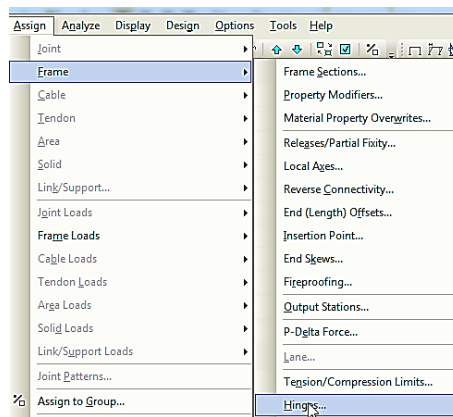 Assign Analyze Display Design Options Tools Help
Joint
Frame
Cable
Tendon
Area
Solid
Link/Support...
Joint Loads
Frame Loads
Cable Loads
Tendon Loads
Area Loads
Solid Loads
Link/Support Loads
Joint Patterns...
Assign to Group...
Frame Sections...
Property Modifiers...
Material Property Overwrites...
Releases/Partial Fixity...
Local Axes...
Reverse Connectivity...
End (Length) Offsets...
Insertion Point...
End Skews...
Fireproofing...
Output Stations...
P-Delta Force...
Lane...
Tension/Compression Limits...
Hinges...